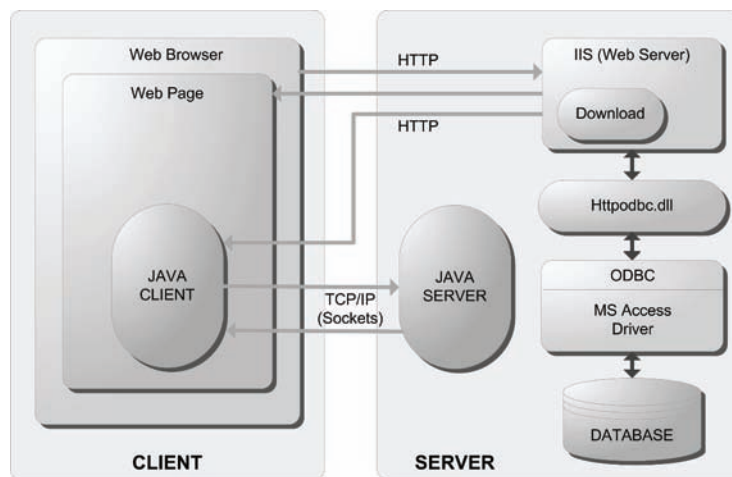 Web Browser
Web Page
JAVA
CLIENT
CLIENT
HTTP
HTTP
TCP/IP
(Sockets)
IIS (Web Server)
Download
Httpodbc.dll
JAVA
SERVER
ODBC
MS Access
Driver
DATABASE
SERVER